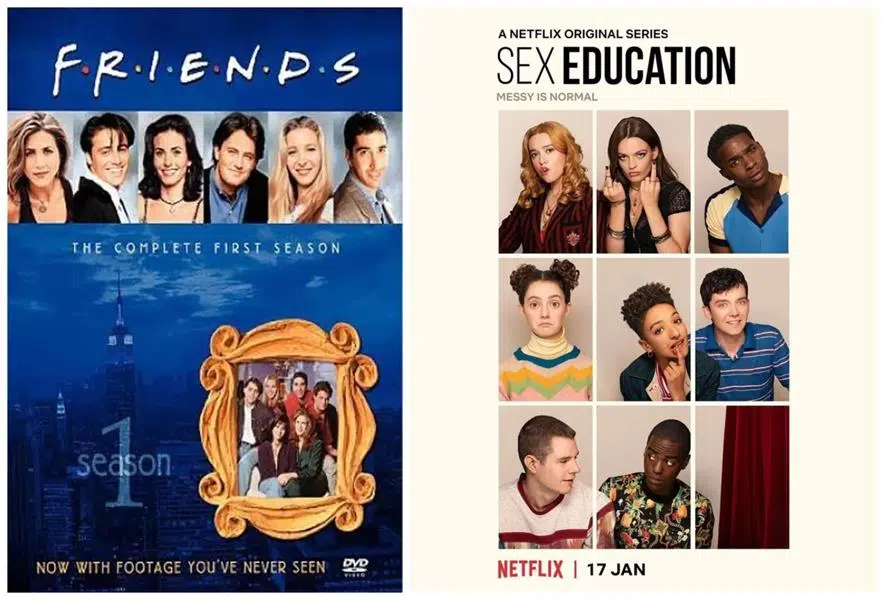 F·R·I·E·N·D·S
THE COMPLETE FIRST SEASON
season
1
NOW WITH FOOTAGE YOU'VE NEVER SEEN
DVD
VIDEO
A NETFLIX ORIGINAL SERIES
SEX EDUCATION
MESSY IS NORMAL
NETFLIX | 17 JAN